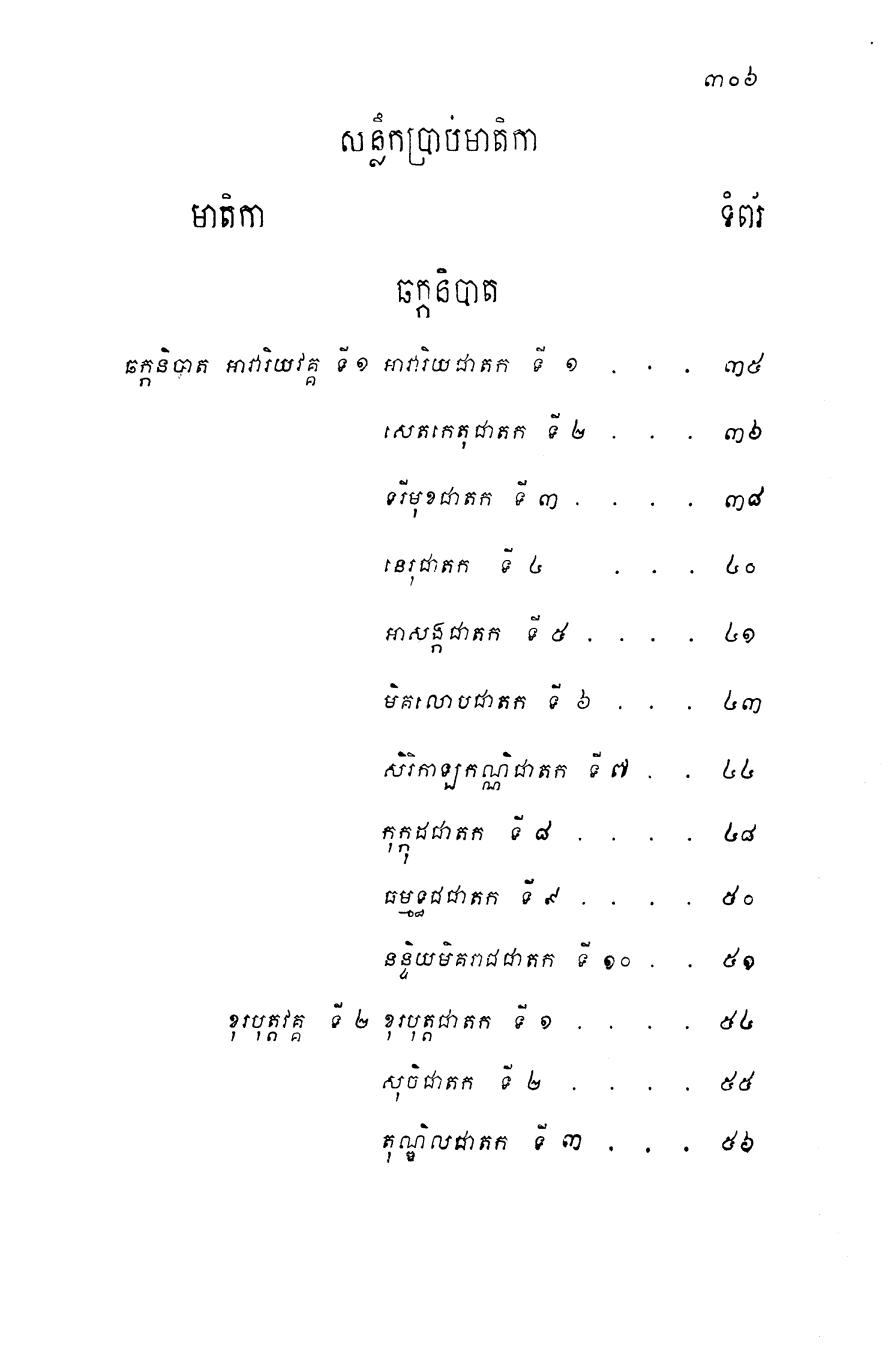 ៣០៦
សន្លឹកប្រាប់មាតិកា
មាតិកា ទំព័រ
ឆក្កនិបាត
ឆក្កនិបាត អាវារិយវគ្គ ទី១ អាវារិយជាតក ទី ១ . . . ៣៥
សេតកេតុជាតក ទី ២ . . . ៣៦
ទរីមុខជាតក ទី ៣ . . . . ៣៨
នេរុជាតក ទី ៤ . . . ៤០
អាសង្កជាតក ទី ៥ . . . . ៤១
មិគលោបជាតក ទី ៦ . . . ៤៣
សិរិកាឡកណ្ណិជាតក ទី ៧ . . ៤៤
កុក្កុដជាតក ទី ៨ . . . . ៤៨
ធម្មទ្ធជជាតក ទី ៩ . . . . ៥០
នន្ទិយមិគរាជជាតក ទី ១០ . . ៥១
ខុរបុត្តវគ្គ ទី ២ ខុរបុត្តជាតក ទី ១ . . . . ៥៤
សុចិជាតក ទី ២ . . . . ៥៥
តុណ្ឌិលជាតក ទី ៣ . . . ៥៦